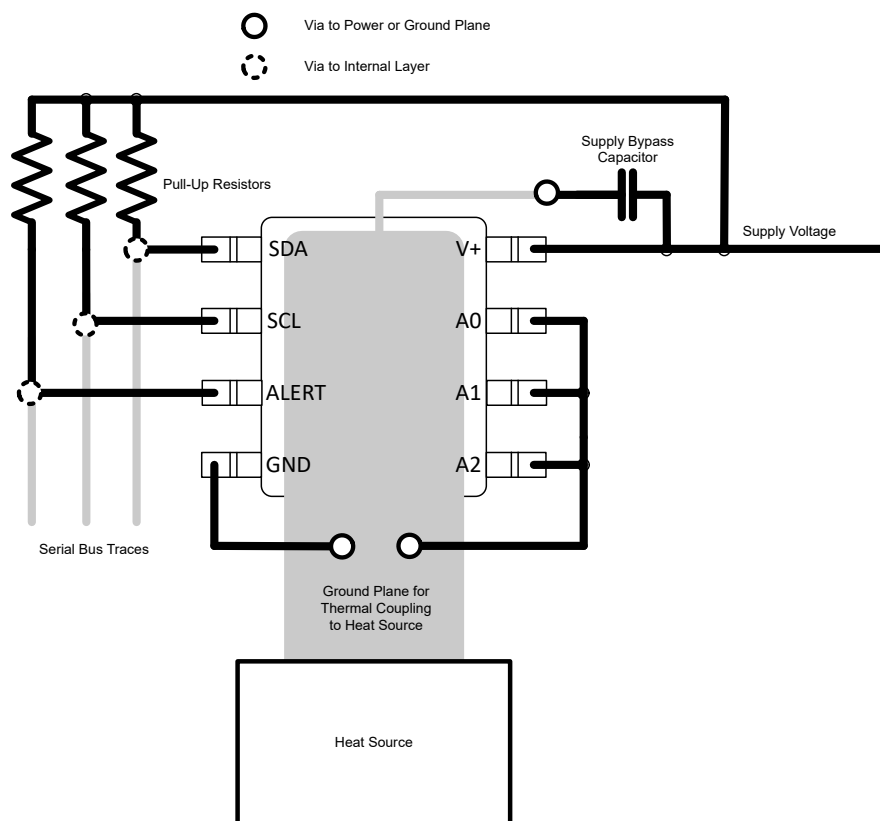 Via to Power or Ground Plane
Via to Internal Layer
Supply Bypass
Capacitor
Pull-Up Resistors
Supply Voltage
SDA
V+
SCL
A0
ALERT
A1
GND
A2
Serial Bus Traces
Ground Plane for
Thermal Coupling
to Heat Source
Heat Source